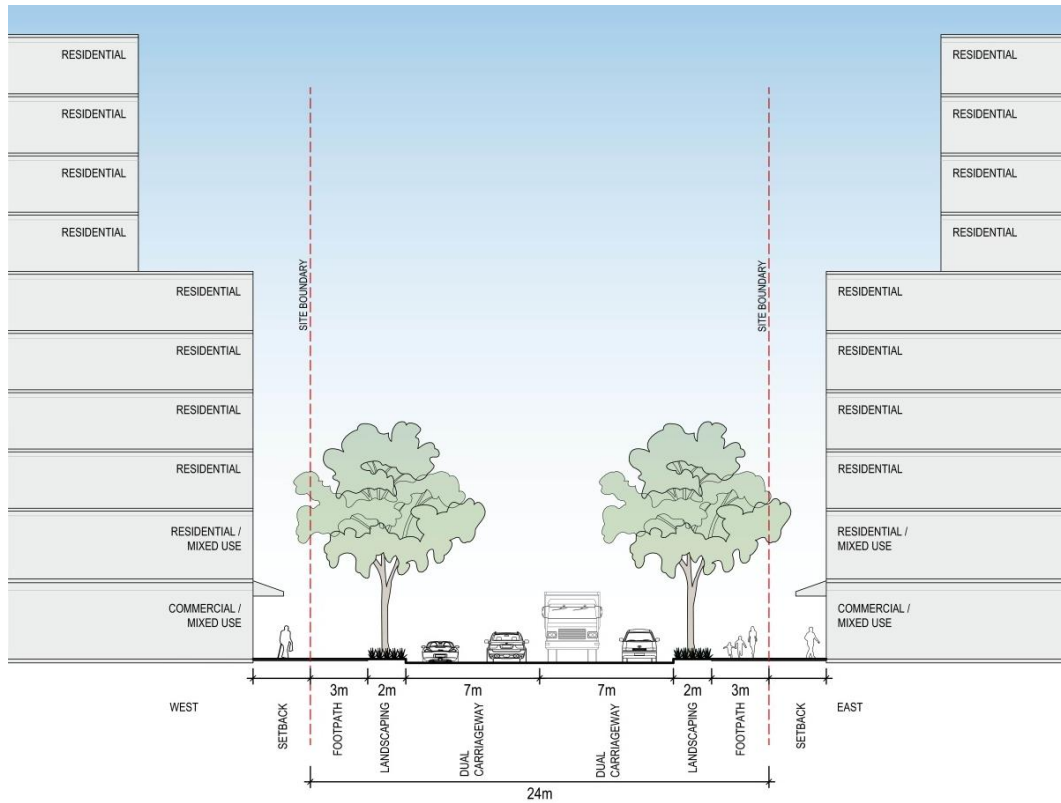 RESIDENTIAL
RESIDENTIAL
RESIDENTIAL
RESIDENTIAL
RESIDENTIAL
RESIDENTIAL
RESIDENTIAL
RESIDENTIAL
RESIDENTIAL /
MIXED USE
COMMERCIAL /
MIXED USE
SITE BOUNDARY
SITE BOUNDARY
RESIDENTIAL
RESIDENTIAL
RESIDENTIAL
RESIDENTIAL
RESIDENTIAL
RESIDENTIAL
RESIDENTIAL
RESIDENTIAL
RESIDENTIAL /
MIXED USE
COMMERCIAL /
MIXED USE
3m
2m
7m
7m
2m
3m
WEST
SETBACK
FOOTPATH
LANDSCAPING
DUAL
CARRIAGEWAY
DUAL
CARRIAGEWAY
LANDSCAPING
FOOTPATH
SETBACK
EAST
24m